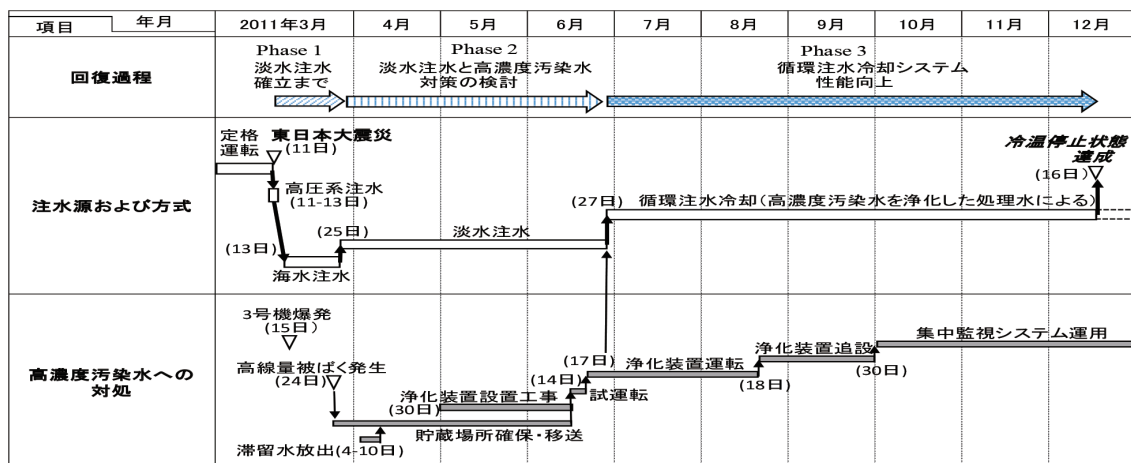 項目
年月
2011年3月
4月
5月
6月
7月
8月
9月
10月
11月
12月
回復過程
Phase 1
淡水注水
確立まで
Phase 2
淡水注水と高濃度汚染水
対策の検討
Phase 3
循環注水冷却システム
性能向上
注水源および方式
定格
運転
東日本大震災
(11日)
高圧系注水
(11-13日)
(13日)
海水注水
(25日)
淡水注水
(27日)
循環注水冷却(高濃度汚染水を浄化した処理水による)
冷温停止状態
達成
(16日)
高濃度汚染水への
対処
3号機爆発
(15日)
高線量被ばく発生
(24日)
滞留水放出(4-10日)
貯蔵場所確保・移送
(30日)
浄化装置設置工事
(14日)
試運転
(17日)
浄化装置運転
(18日)
浄化装置追設
(30日)
集中監視システム運用